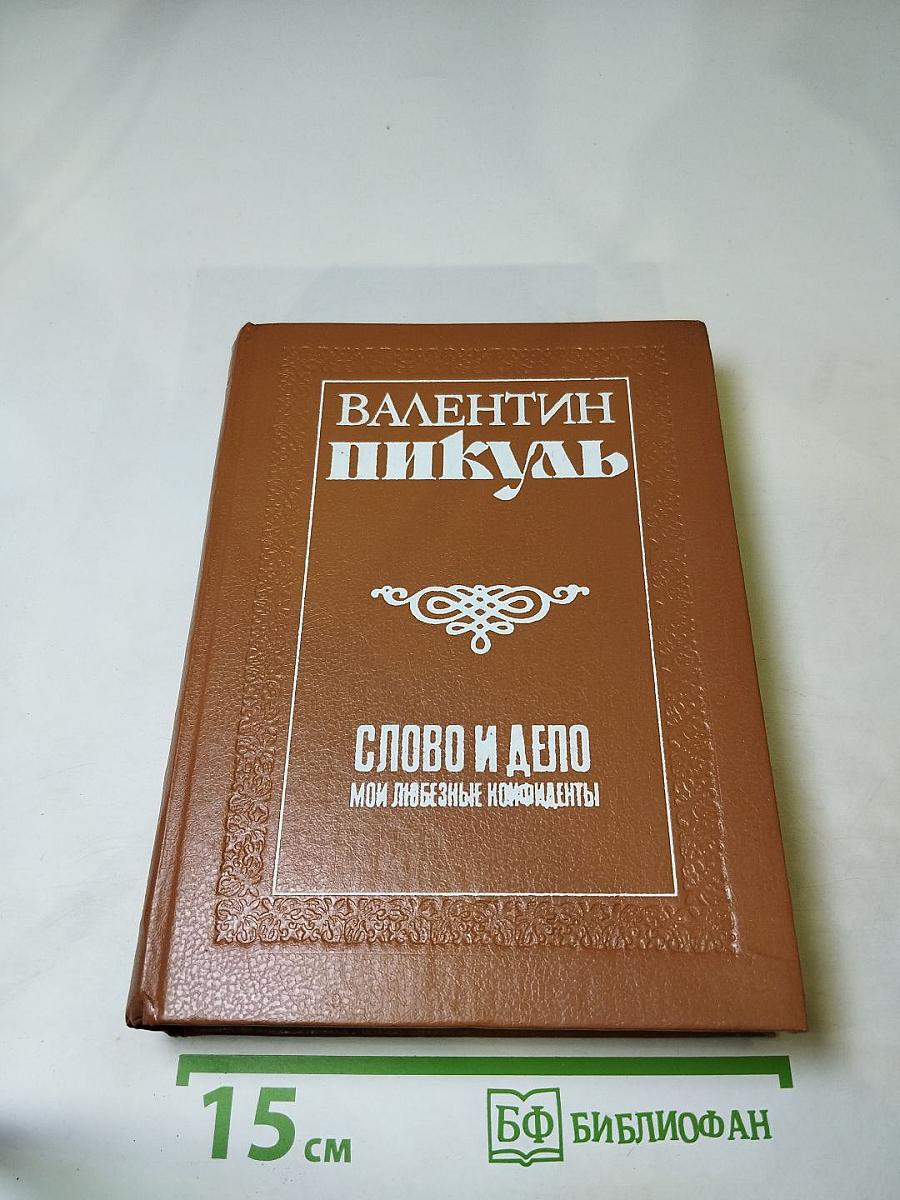 ВАЛЕНТИН
ПИКУЛЬ
СЛОВО И ДЕЛО
МОИ ЛЮБЕЗНЫЕ КОНФИДЕНТЫ
15 см
БФ БИБЛИОФАН